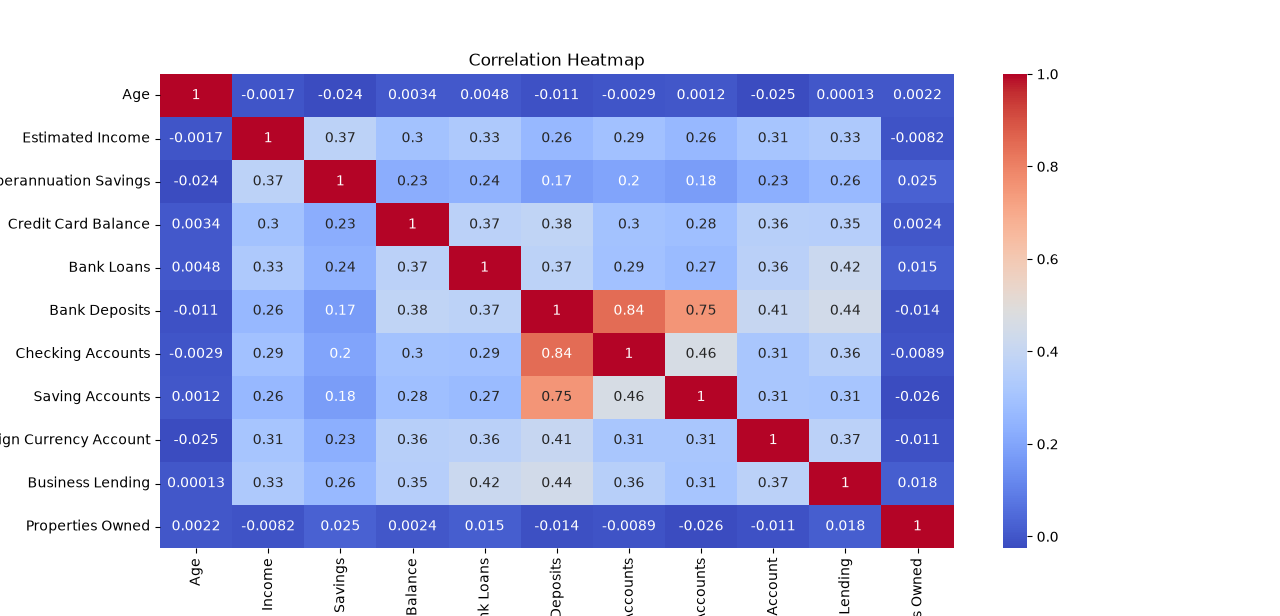 Correlation Heatmap
Age 1 -0.0017 -0.024 0.0034 0.0048 -0.011 -0.0029 0.0012 -0.025 0.00013 0.0022 1.0
Estimated Income -0.0017 1 0.37 0.3 0.33 0.26 0.29 0.26 0.31 0.33 -0.0082
perannuation Savings -0.024 0.37 1 0.23 0.24 0.17 0.2 0.18 0.23 0.26 0.025 0.8
Credit Card Balance 0.0034 0.3 0.23 1 0.37 0.38 0.3 0.28 0.36 0.35 0.0024
Bank Loans 0.0048 0.33 0.24 0.37 1 0.37 0.29 0.27 0.36 0.42 0.015 0.6
Bank Deposits -0.011 0.26 0.17 0.38 0.37 1 0.84 0.75 0.41 0.44 -0.014
Checking Accounts -0.0029 0.29 0.2 0.3 0.29 0.84 1 0.46 0.31 0.36 -0.0089 0.4
Saving Accounts 0.0012 0.26 0.18 0.28 0.27 0.75 0.46 1 0.31 0.31 -0.026
ign Currency Account -0.025 0.31 0.23 0.36 0.36 0.41 0.31 0.31 1 0.37 -0.011 0.2
Business Lending 0.00013 0.33 0.26 0.35 0.42 0.44 0.36 0.31 0.37 1 0.018
Properties Owned 0.0022 -0.0082 0.025 0.0024 0.015 -0.014 -0.0089 -0.026 -0.011 0.018 1 0.0
Age
Income
Savings
Balance
nk Loans
Deposits
Accounts
Accounts
Account
Lending
s Owned